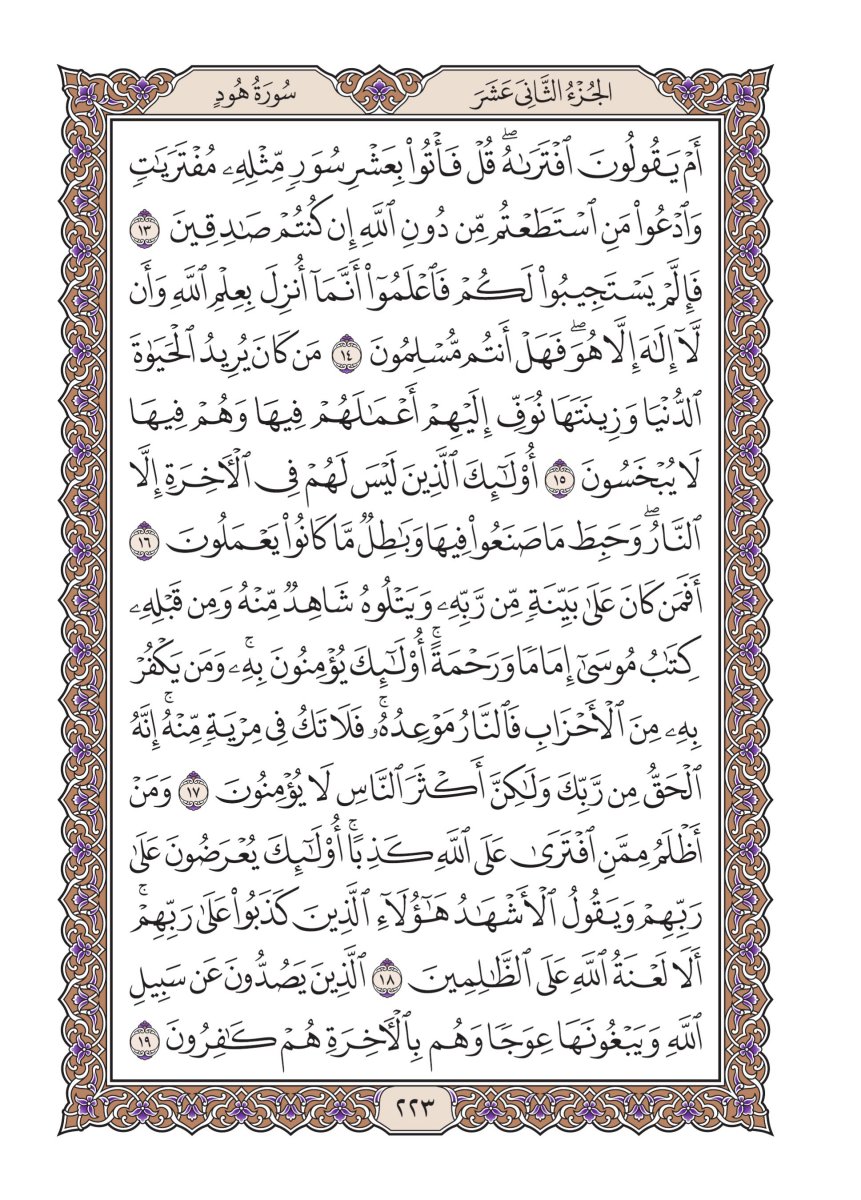 الجُزْءُ الثَّانِيَ عَشَرَ
سُورَةُ هُودٍ
أَمۡ يَقُولُونَ ٱفۡتَرَىٰهُۖ قُلۡ فَأۡتُواْ بِعَشۡرِ سُوَرٖ مِّثۡلِهِۦ مُفۡتَرَيَٰتٖ
وَٱدۡعُواْ مَنِ ٱسۡتَطَعۡتُم مِّن دُونِ ٱللَّهِ إِن كُنتُمۡ صَٰدِقِينَ ١٣
فَإِلَّمۡ يَسۡتَجِيبُواْ لَكُمۡ فَٱعۡلَمُوٓاْ أَنَّمَآ أُنزِلَ بِعِلۡمِ ٱللَّهِ وَأَن
لَّآ إِلَٰهَ إِلَّا هُوَۖ فَهَلۡ أَنتُم مُّسۡلِمُونَ ١٤ مَن كَانَ يُرِيدُ ٱلۡحَيَوٰةَ
ٱلدُّنۡيَا وَزِينَتَهَا نُوَفِّ إِلَيۡهِمۡ أَعۡمَٰلَهُمۡ فِيهَا وَهُمۡ فِيهَا
لَا يُبۡخَسُونَ ١٥ أُوْلَٰٓئِكَ ٱلَّذِينَ لَيۡسَ لَهُمۡ فِي ٱلۡأٓخِرَةِ إِلَّا
ٱلنَّارُۖ وَحَبِطَ مَا صَنَعُواْ فِيهَا وَبَٰطِلٞ مَّا كَانُواْ يَعۡمَلُونَ ١٦
أَفَمَن كَانَ عَلَىٰ بَيِّنَةٖ مِّن رَّبِّهِۦ وَيَتۡلُوهُ شَاهِدٞ مِّنۡهُ وَمِن قَبۡلِهِۦ
كِتَٰبُ مُوسَىٰٓ إِمَامٗا وَرَحۡمَةًۚ أُوْلَٰٓئِكَ يُؤۡمِنُونَ بِهِۦۚ وَمَن يَكۡفُرۡ
بِهِۦ مِنَ ٱلۡأَحۡزَابِ فَٱلنَّارُ مَوۡعِدُهُۥۚ فَلَا تَكُ فِي مِرۡيَةٖ مِّنۡهُۚ إِنَّهُ
ٱلۡحَقُّ مِن رَّبِّكَ وَلَٰكِنَّ أَكۡثَرَ ٱلنَّاسِ لَا يُؤۡمِنُونَ ١٧ وَمَنۡ
أَظۡلَمُ مِمَّنِ ٱفۡتَرَىٰ عَلَى ٱللَّهِ كَذِبًاۚ أُوْلَٰٓئِكَ يُعۡرَضُونَ عَلَىٰ
رَبِّهِمۡ وَيَقُولُ ٱلۡأَشۡهَٰدُ هَٰٓؤُلَآءِ ٱلَّذِينَ كَذَبُواْ عَلَىٰ رَبِّهِمۡۚ
أَلَا لَعۡنَةُ ٱللَّهِ عَلَى ٱلظَّٰلِمِينَ ١٨ ٱلَّذِينَ يَصُدُّونَ عَن سَبِيلِ
ٱللَّهِ وَيَبۡغُونَهَا عِوَجٗا وَهُم بِٱلۡأٓخِرَةِ هُمۡ كَٰفِرُونَ ١٩
٢٢٣